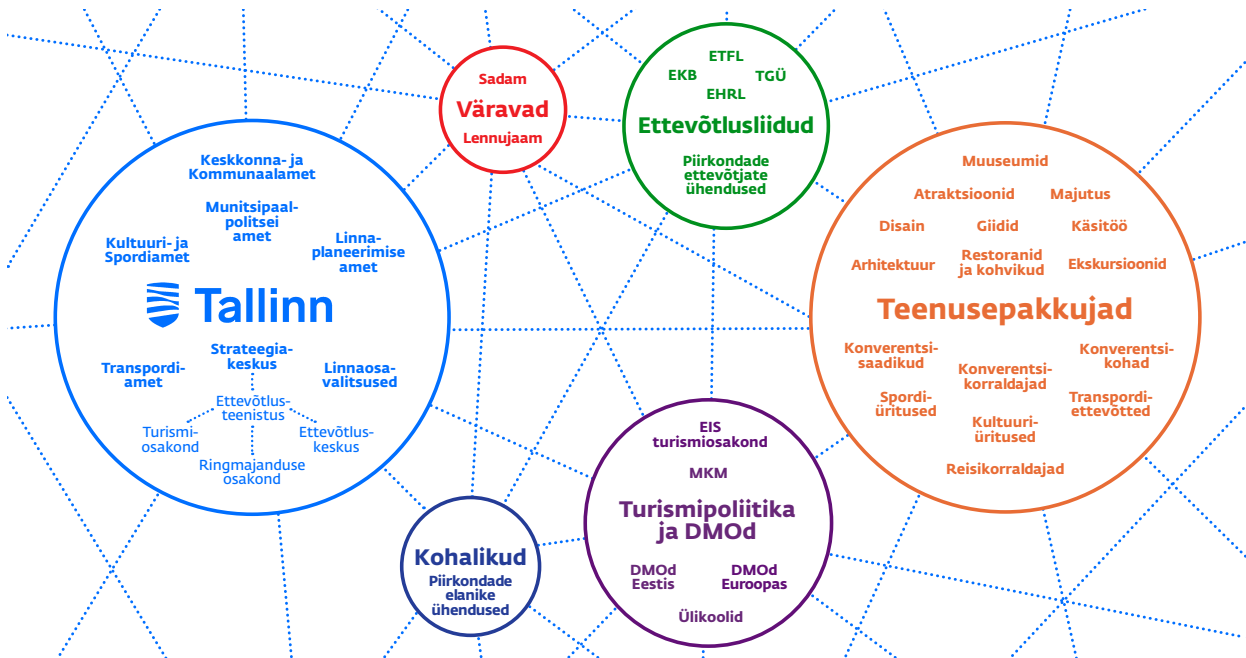 Sadam
Väravad
Lennujaam
ETFL
EKB
TGÜ
EHRL
Ettevõtlusliidud
Piirkondade
ettevõtjate
ühendused
Keskkonna- ja
Kommunaalamet
Munitsipaal-
politsei
amet
Kultuuri- ja
Spordiamet
Linna-
planeerimise
amet
Tallinn
Transpordi-
amet
Strateegia-
keskus
Linnaosa-
valitsused
Ettevõtlus-
teenistus
Turismi-
osakond
Ettevõtlus-
keskus
Ringmajanduse
osakond
Muuseumid
Atraktsioonid
Majutus
Disain
Giidid
Käsitöö
Arhitektuur
Restoranid
ja kohvikud
Ekskursioonid
Teenusepakkujad
Konverentsi-
saadikud
Konverentsi-
korraldajad
Konverentsi-
kohad
Spordi-
üritused
Kultuuri-
üritused
Transpordi-
ettevõtted
Reisikorraldajad
Kohalikud
Piirkondade
elanike
ühendused
EIS
turismiosakond
MKM
Turismipoliitika
ja DMOd
DMOd
Eestis
DMOd
Euroopas
Ülikoolid